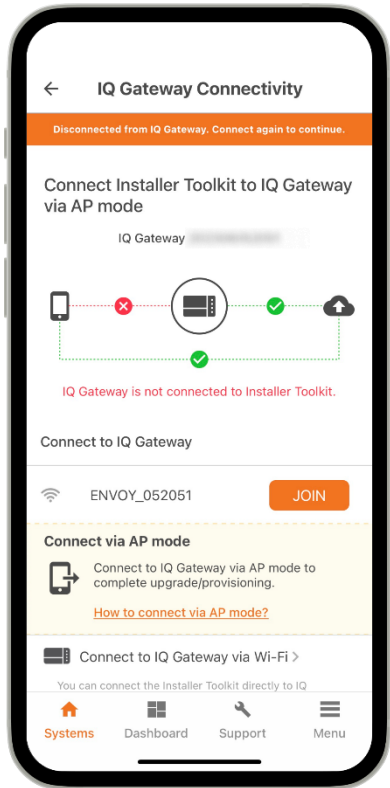 IQ Gateway Connectivity
Disconnected from IQ Gateway. Connect again to continue.
Connect Installer Toolkit to IQ Gateway
via AP mode
IQ Gateway
IQ Gateway is not connected to Installer Toolkit.
Connect to IQ Gateway
ENVOY_052051
JOIN
Connect via AP mode
Connect to IQ Gateway via AP mode to
complete upgrade/provisioning.
How to connect via AP mode?
Connect to IQ Gateway via Wi-Fi >
You can connect the Installer Toolkit directly to IQ
Systems
Dashboard
Support
Menu